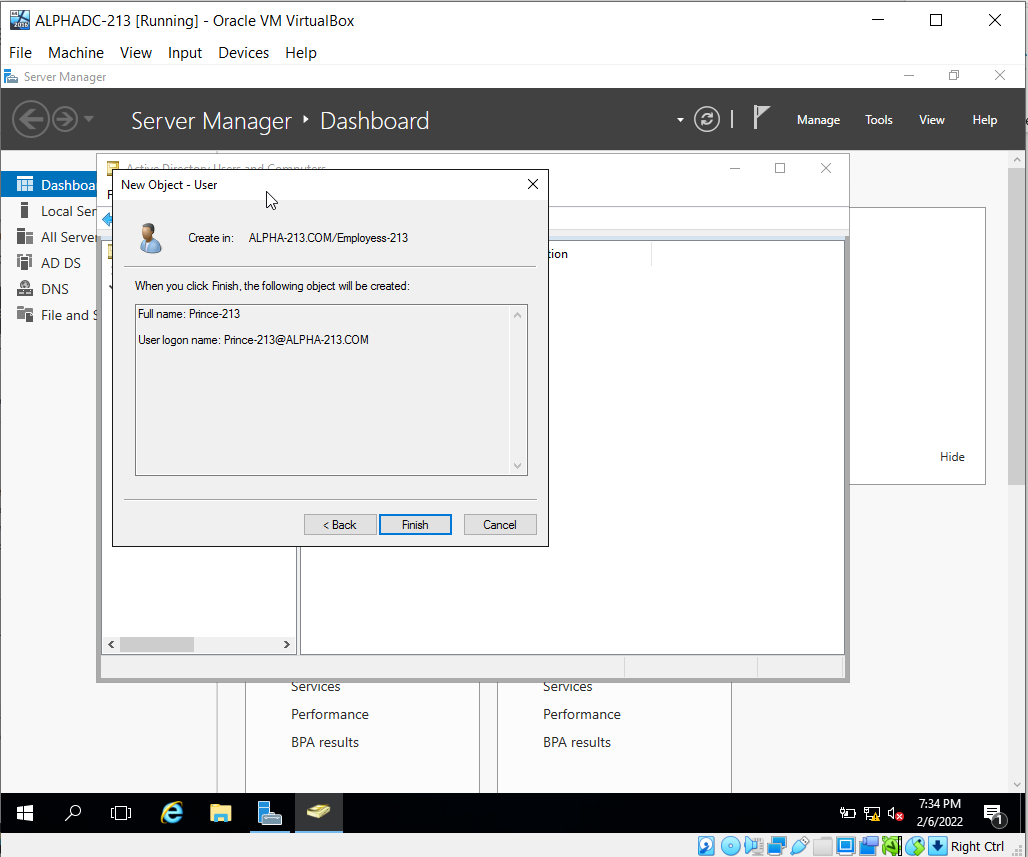 ALPHADC-213 [Running] - Oracle VM VirtualBox
File Machine View Input Devices Help
Server Manager
Server Manager Dashboard
Manage Tools View Help
Active Directory Users and Computers
New Object - User
Dashboa
Local Ser
All Server
AD DS
DNS
File and S
Create in: ALPHA-213.COM/Employess-213
tion
When you click Finish, the following object will be created:
Full name: Prince-213
User logon name: Prince-213@ALPHA-213.COM
< Back Finish Cancel
Hide
Services Services
Performance Performance
BPA results BPA results
7:34 PM
2/6/2022
1
Right Ctrl